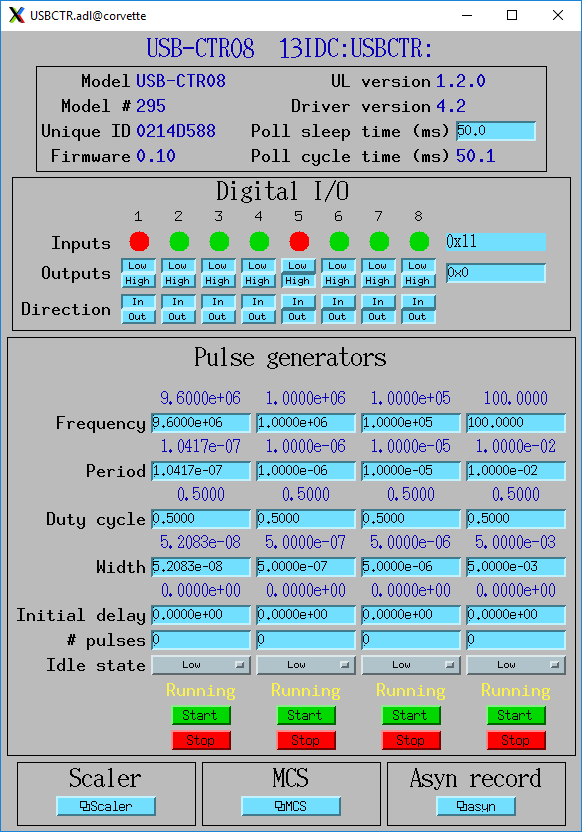 USBCTR.adl@corvette
USB-CTR08 13IDC:USBCTR:
Model USB-CTR08 UL version 1.2.0
Model # 295 Driver version 4.2
Unique ID 0214D588 Poll sleep time (ms) 50.0
Firmware 0.10 Poll cycle time (ms) 50.1
Digital I/O
1 2 3 4 5 6 7 8
Inputs 0x11
Outputs Low Low Low Low Low Low Low Low 0x0
High High High High High High High High
Direction In In In In In In In In
Out Out Out Out Out Out Out Out
Pulse generators
9.6000e+06 1.0000e+06 1.0000e+05 100.0000
Frequency 9.6000e+06 1.0000e+06 1.0000e+05 100.0000
1.0417e-07 1.0000e-06 1.0000e-05 1.0000e-02
Period 1.0417e-07 1.0000e-06 1.0000e-05 1.0000e-02
0.5000 0.5000 0.5000 0.5000
Duty cycle 0.5000 0.5000 0.5000 0.5000
5.2083e-08 5.0000e-07 5.0000e-06 5.0000e-03
Width 5.2083e-08 5.0000e-07 5.0000e-06 5.0000e-03
0.0000e+00 0.0000e+00 0.0000e+00 0.0000e+00
Initial delay 0.0000e+00 0.0000e+00 0.0000e+00 0.0000e+00
# pulses 0 0 0 0
Idle state Low Low Low Low
Running Running Running Running
Start Start Start Start
Stop Stop Stop Stop
Scaler MCS Asyn record
Scaler MCS asyn